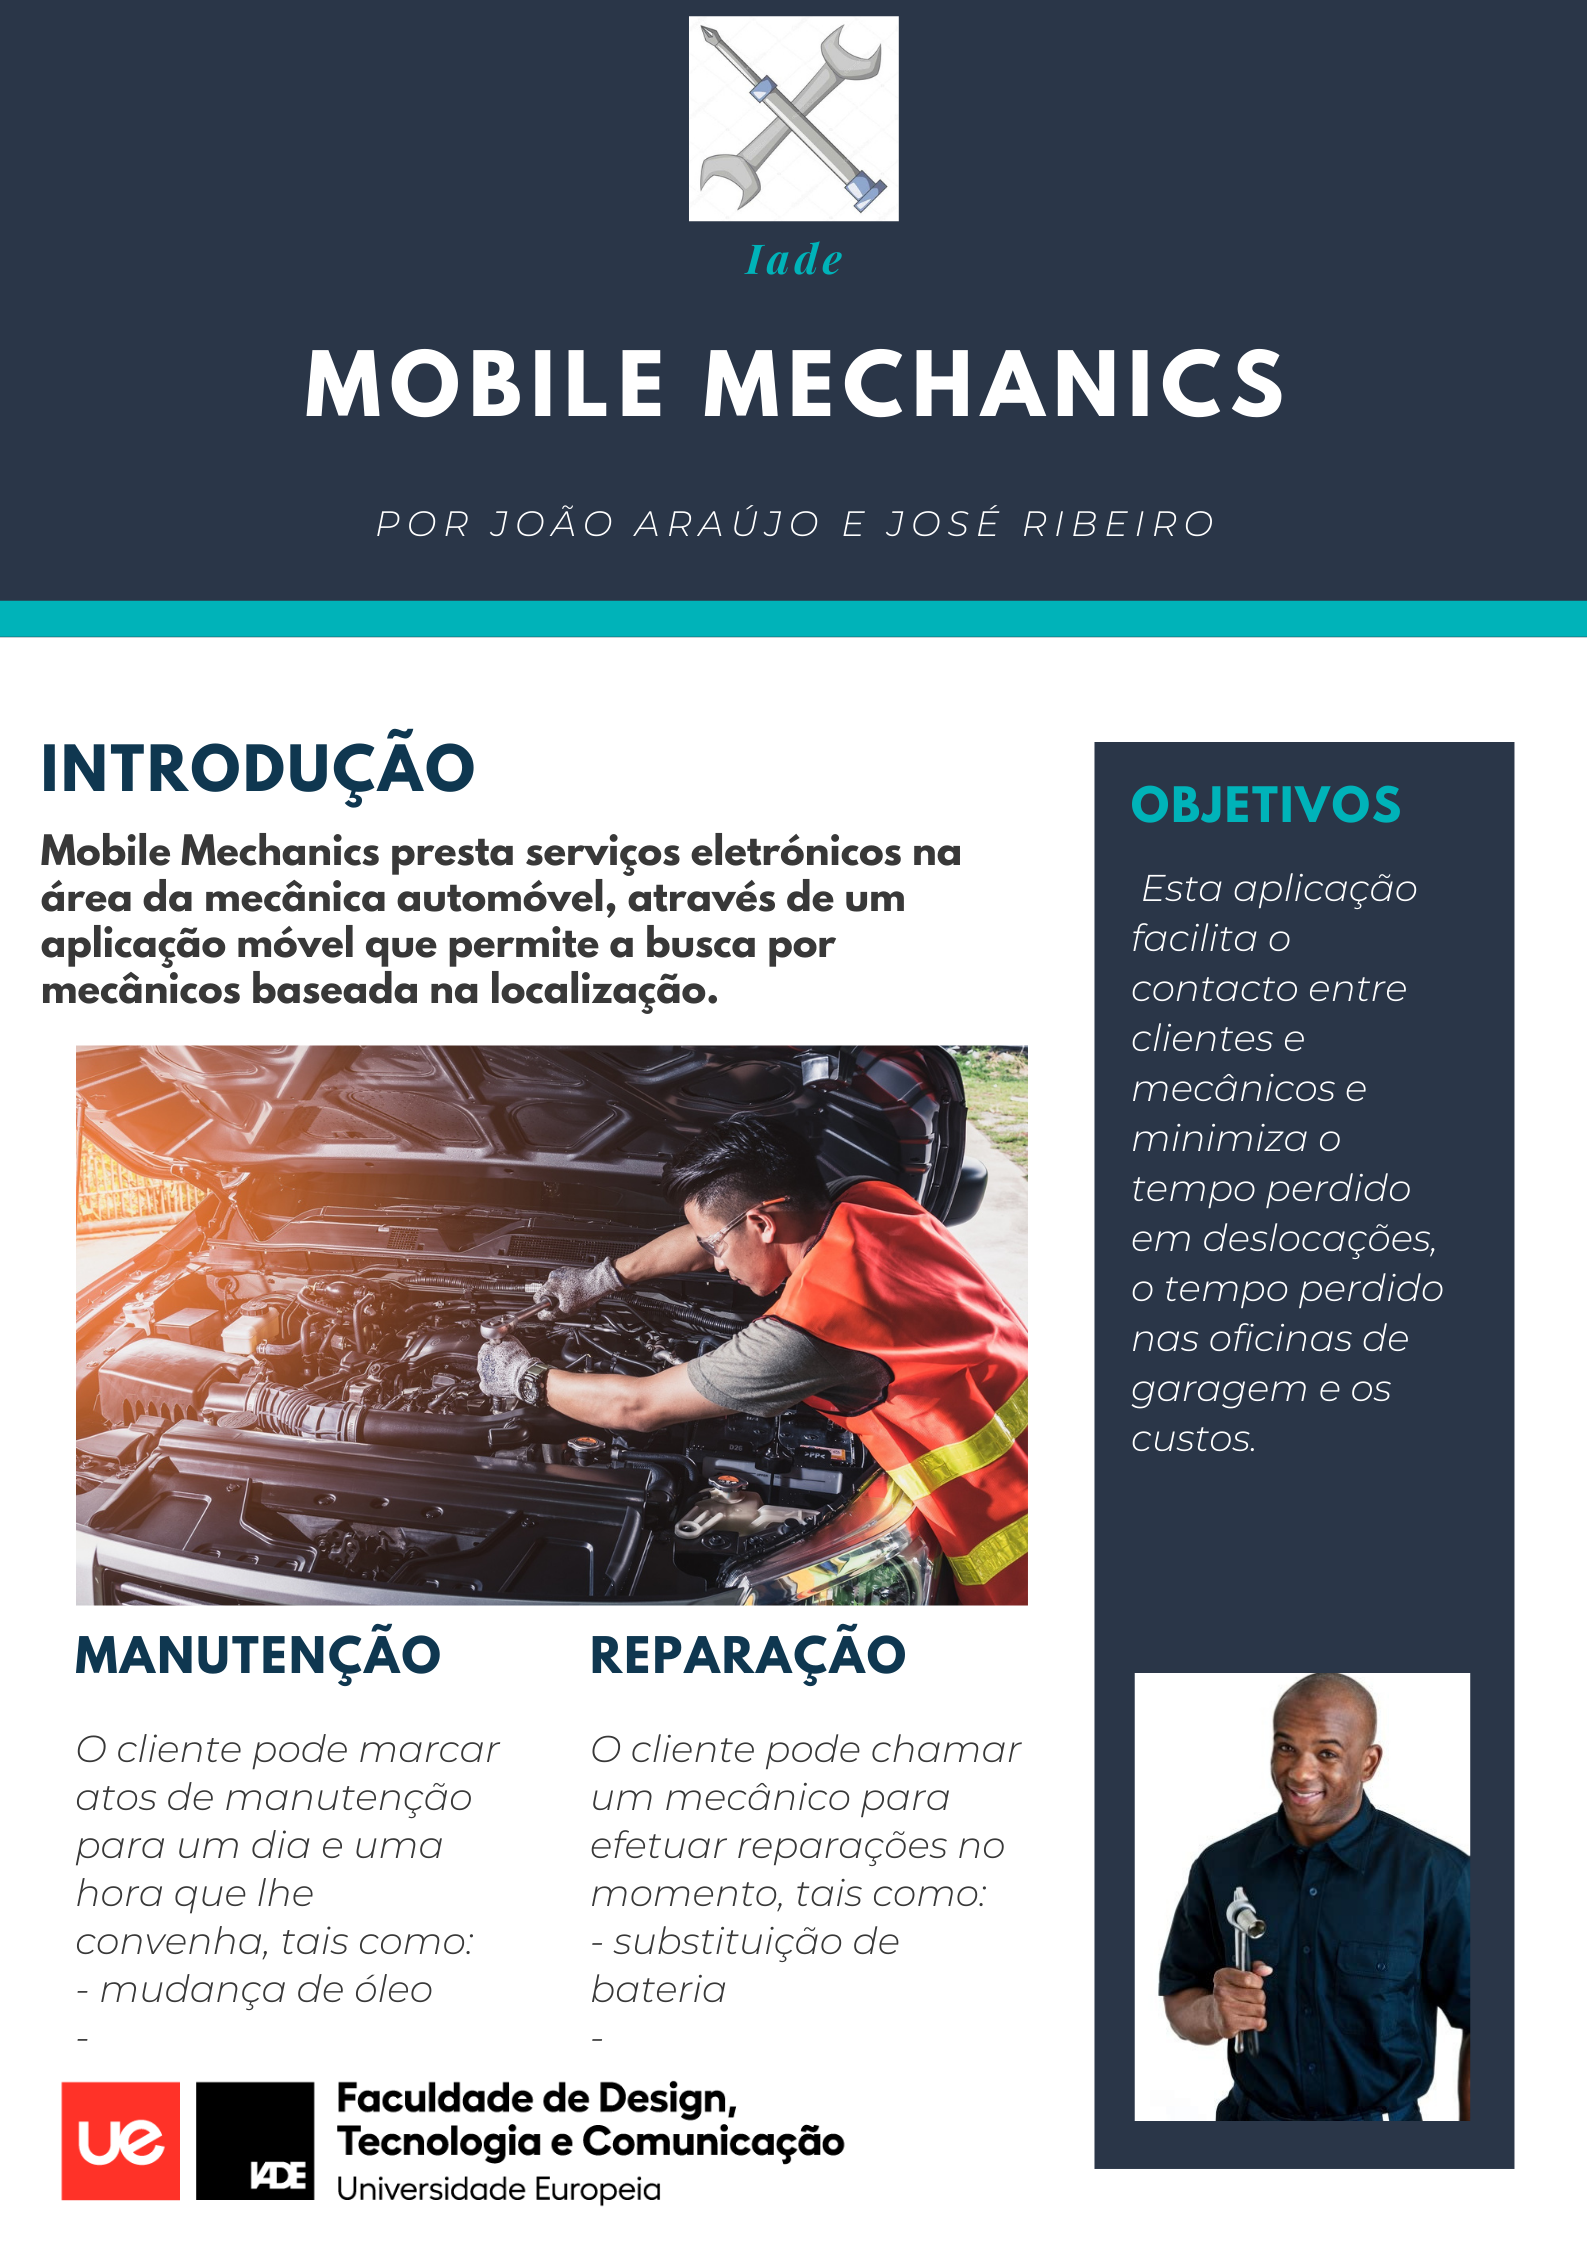 Iade
MOBILE MECHANICS
POR JOÃO ARAÚJO E JOSÉ RIBEIRO
INTRODUÇÃO
Mobile Mechanics presta serviços eletrónicos na
área da mecânica automóvel, através de um
aplicação móvel que permite a busca por
mecânicos baseada na localização.
OBJETIVOS
Esta aplicação
facilita o
contacto entre
clientes e
mecânicos e
minimiza o
tempo perdido
em deslocações,
o tempo perdido
nas oficinas de
garagem e os
custos.
MANUTENÇÃO
O cliente pode marcar
atos de manutenção
para um dia e uma
hora que lhe
convenha, tais como:
- mudança de óleo
-
REPARAÇÃO
O cliente pode chamar
um mecânico para
efetuar reparações no
momento, tais como:
- substituição de
bateria
-
ue
IADE
Faculdade de Design,
Tecnologia e Comunicação
Universidade Europeia